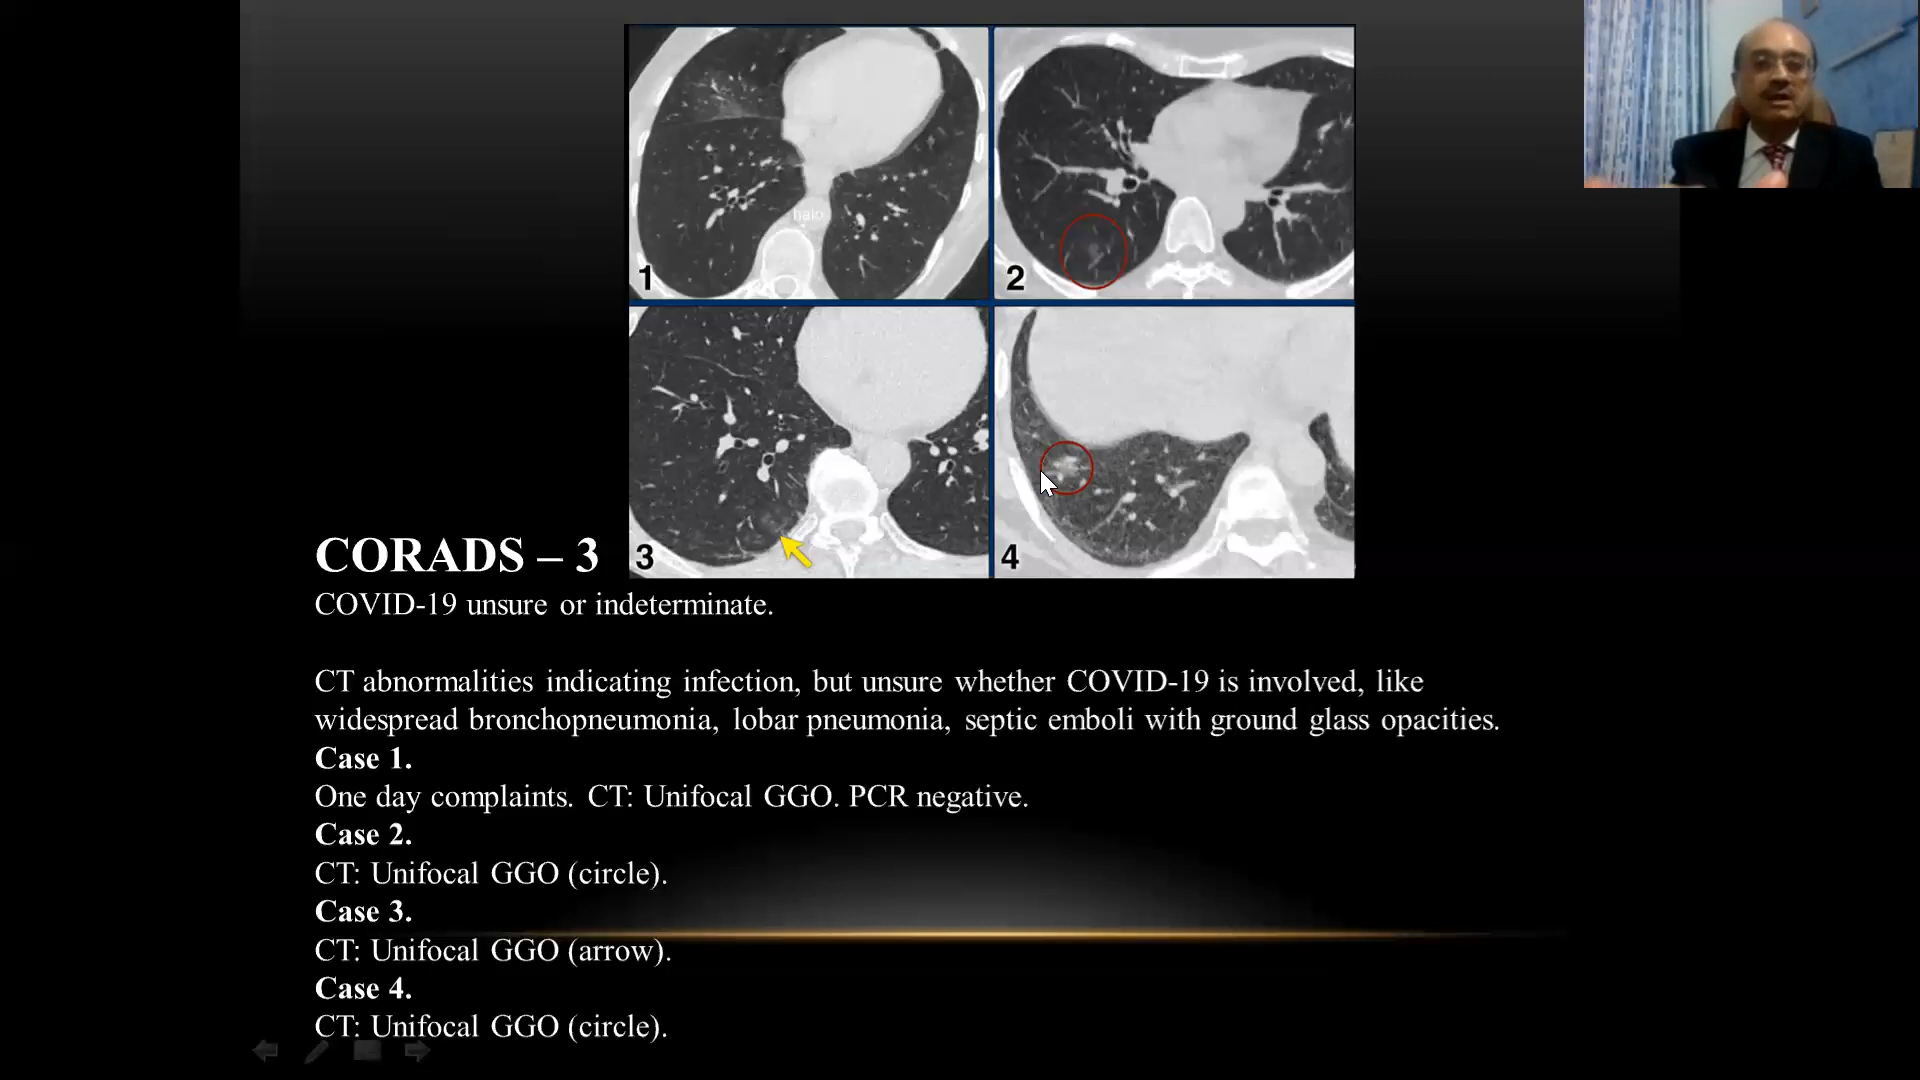 halo
1
2
3
4
CORADS – 3
COVID-19 unsure or indeterminate.
CT abnormalities indicating infection, but unsure whether COVID-19 is involved, like
widespread bronchopneumonia, lobar pneumonia, septic emboli with ground glass opacities.
Case 1.
One day complaints. CT: Unifocal GGO. PCR negative.
Case 2.
CT: Unifocal GGO (circle).
Case 3.
CT: Unifocal GGO (arrow).
Case 4.
CT: Unifocal GGO (circle).